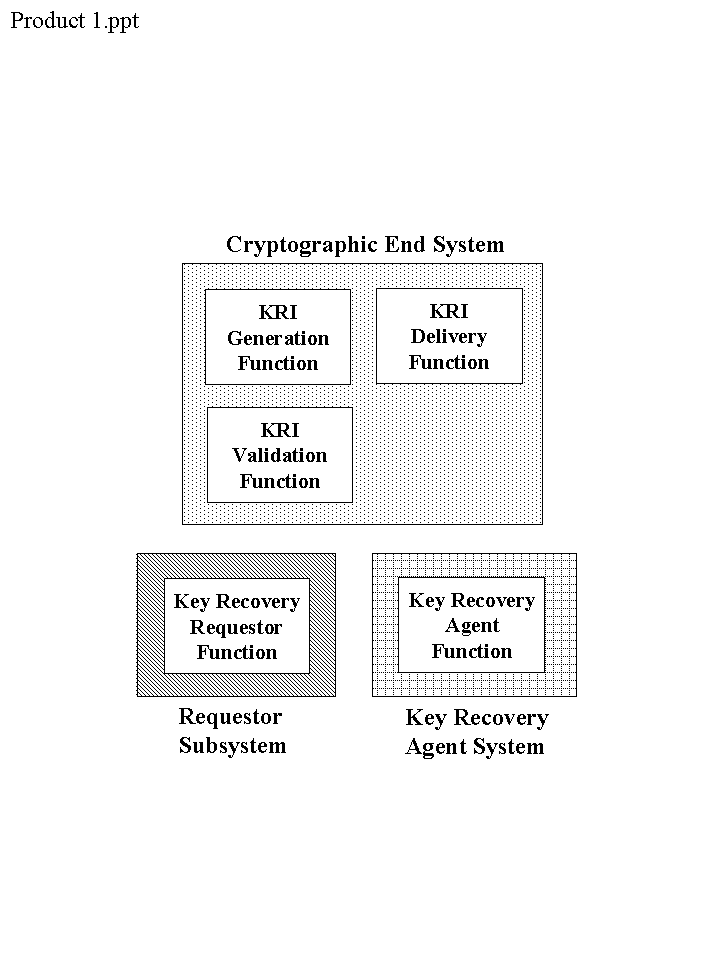 Product 1.ppt
Cryptographic End System
KRI
Generation
Function
KRI
Delivery
Function
KRI
Validation
Function
Key Recovery
Requestor
Function
Key Recovery
Agent
Function
Requestor
Subsystem
Key Recovery
Agent System